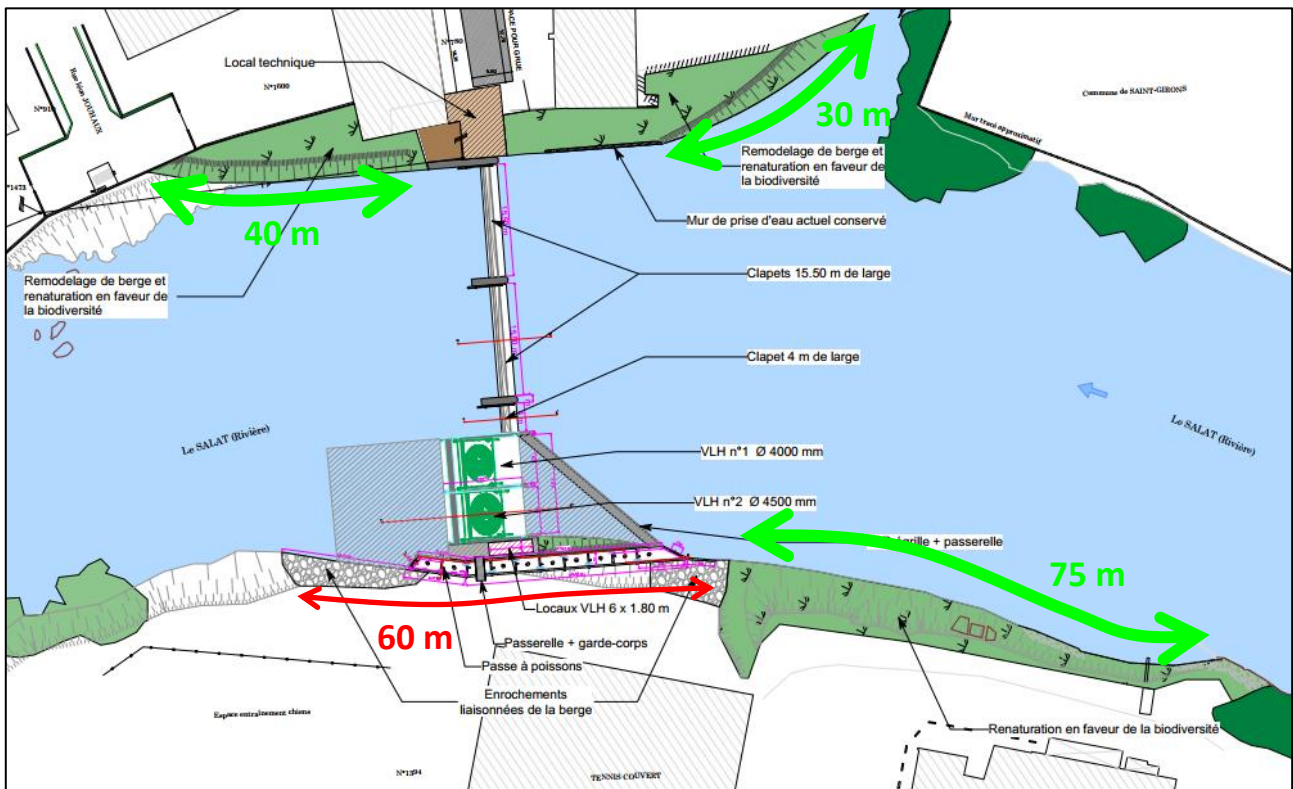 Local technique
PACE POUR GRUE
N°1600
Rue Léon JOUHAUX
N°1473
Commune de SAINT-GIRONS
Mur tracé approximatif
30 m
Remodelage de berge et
renaturation en faveur de
la biodiversité
Mur de prise d'eau actuel conservé
40 m
Remodelage de berge et
renaturation en faveur de
la biodiversité
Clapets 15.50 m de large
Clapet 4 m de large
Le SALAT (Rivière)
Le SALAT (Rivière)
VLH n°1 Ø 4000 mm
VLH n°2 Ø 4500 mm
grille + passerelle
75 m
60 m
Locaux VLH 6 x 1.80 m
Passerelle + garde-corps
Passe à poissons
Enrochements
liaisonnées de la berge
Espace entraînement chiens
Renaturation en faveur de la biodiversité
N°1394
TENNIS COUVERT